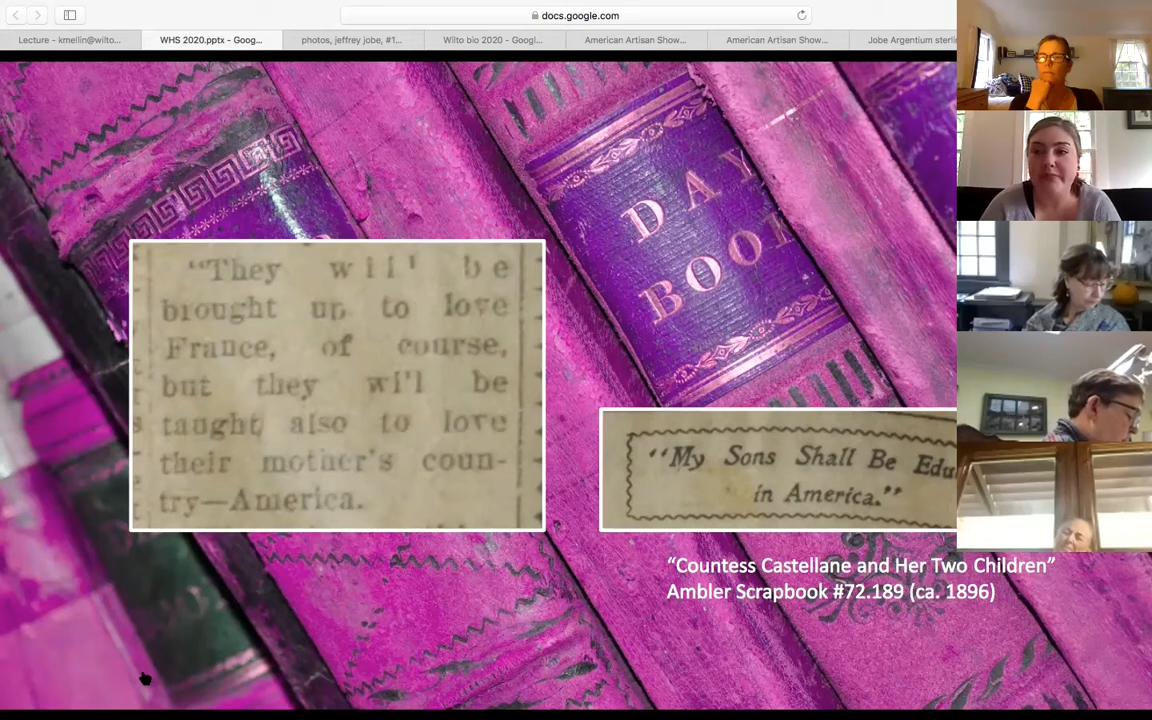 docs.google.com
Lecture - kmellin@wilto...
WHS 2020.pptx - Goog...
photos, jeffrey jobe, #1...
Wilto bio 2020 - Googl...
American Artisan Show...
American Artisan Show...
Jobe Argentium sterli
DAY
BOOK
“They will be
brought up to love
France, of course,
but they wi'l be
taught also to love
their mother's coun-
try—America.
“My Sons Shall Be Edu
in America.”
“Countess Castellane and Her Two Children”
Ambler Scrapbook #72.189 (ca. 1896)